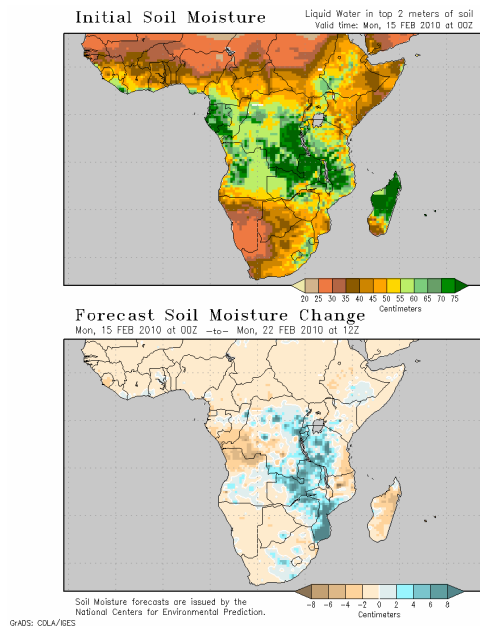 Initial Soil Moisture
Liquid Water in top 2 meters of soil
Valid time: Mon, 15 FEB 2010 at 00Z
20 25 30 35 40 45 50 55 60 65 70 75
Centimeters
Forecast Soil Moisture Change
Mon, 15 FEB 2010 at 00Z -to- Mon, 22 FEB 2010 at 12Z
-8 -6 -4 -2 0 2 4 6 8
Centimeters
Soil Moisture forecasts are issued by the
National Centers for Environmental Prediction.
GrADS: COLA/IGES